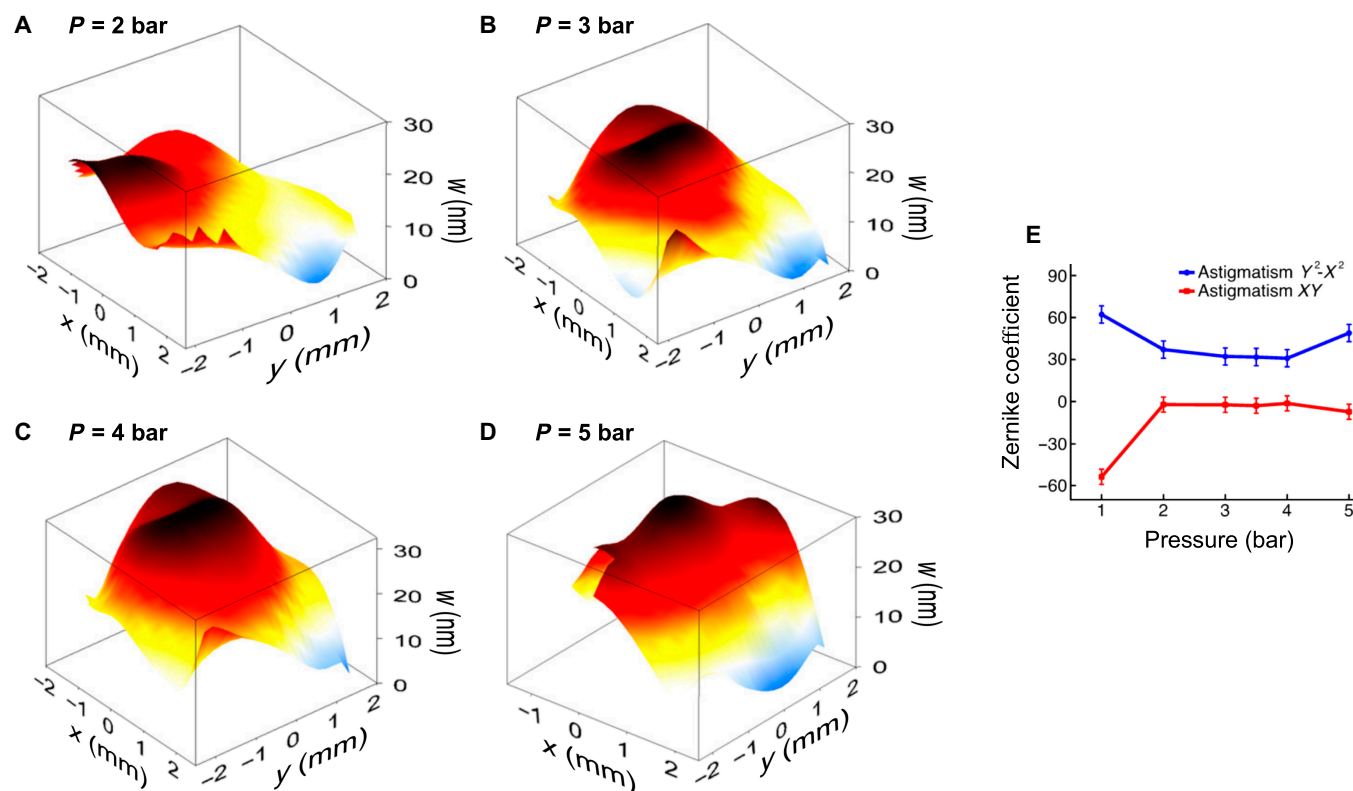 A P = 2 bar
30
20
10
0
w (nm)
−2
−1
0
1
2
x (mm)
−2
−1
0
1
2
y (mm)
B P = 3 bar
30
20
10
0
w (nm)
−2
−1
0
1
2
x (mm)
−2
−1
0
1
2
y (mm)
C P = 4 bar
30
20
10
0
w (nm)
−2
−1
0
1
2
x (mm)
−2
−1
0
1
2
y (mm)
D P = 5 bar
30
20
10
0
w (nm)
−1
0
1
2
x (mm)
−2
−1
0
1
2
y (mm)
E
Astigmatism Y²-X²
Astigmatism XY
90
60
30
0
−30
−60
Zernike coefficient
1 2 3 4 5
Pressure (bar)